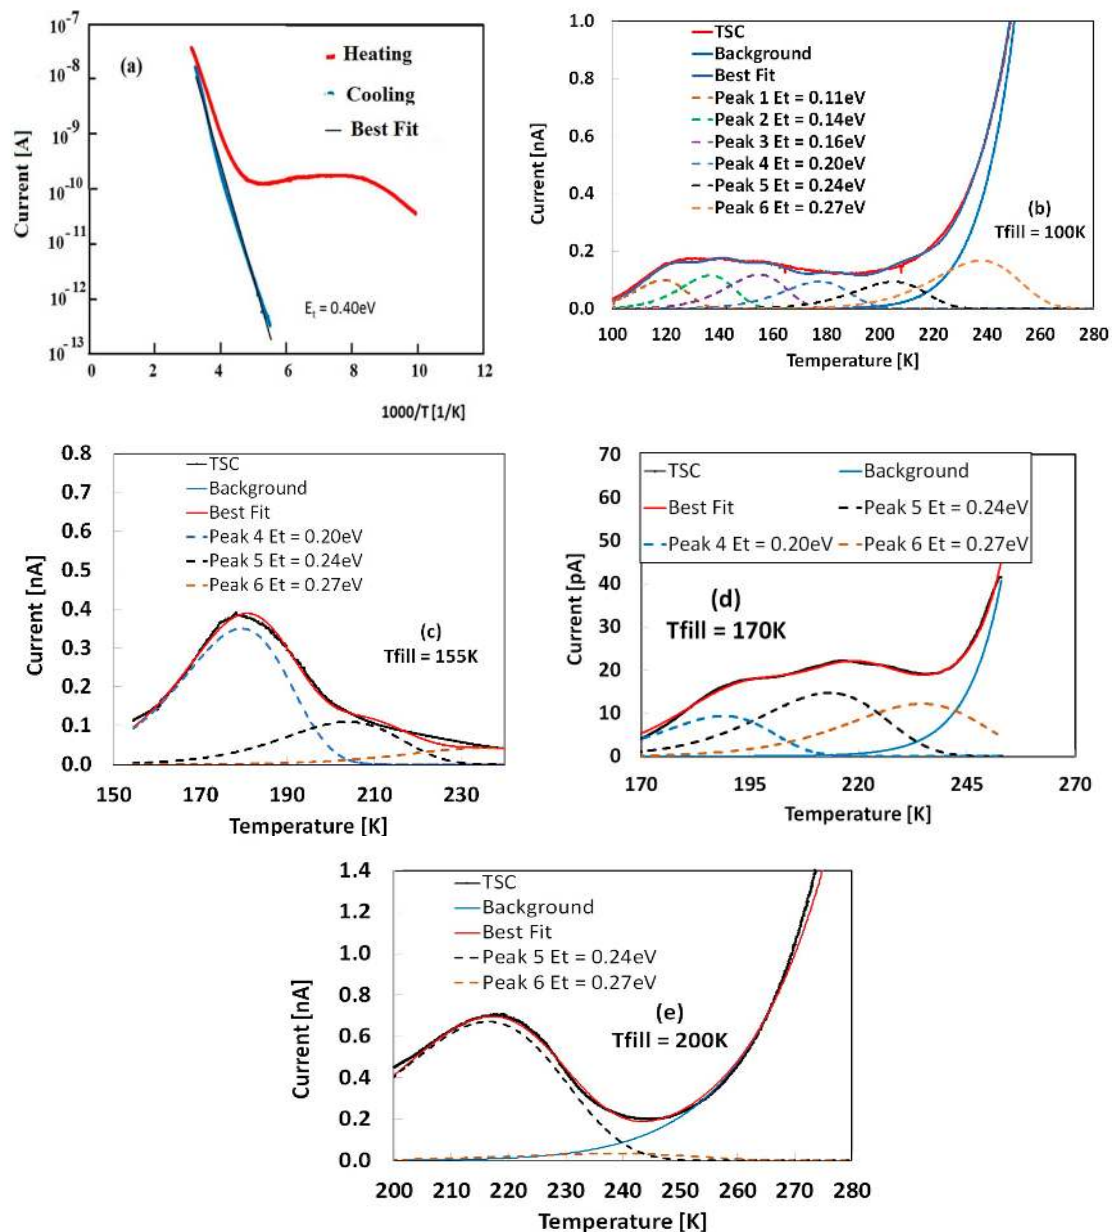 10-7
10-8
10-9
10-10
10-11
10-12
10-13
Current [A]
(a)
Heating
Cooling
Best Fit
Et = 0.40eV
0 2 4 6 8 10 12
1000/T [1/K]
1.0
0.8
0.6
0.4
0.2
0.0
Current [nA]
TSC
Background
Best Fit
Peak 1 Et = 0.11eV
Peak 2 Et = 0.14eV
Peak 3 Et = 0.16eV
Peak 4 Et = 0.20eV
Peak 5 Et = 0.24eV
Peak 6 Et = 0.27eV
(b)
Tfill = 100K
100 120 140 160 180 200 220 240 260 280
Temperature [K]
0.8
0.7
0.6
0.5
0.4
0.3
0.2
0.1
0.0
Current [nA]
TSC
Background
Best Fit
Peak 4 Et = 0.20eV
Peak 5 Et = 0.24eV
Peak 6 Et = 0.27eV
(c)
Tfill = 155K
150 170 190 210 230
Temperature [K]
70
60
50
40
30
20
10
0
Current [pA]
TSC Background
Best Fit Peak 5 Et = 0.24eV
Peak 4 Et = 0.20eV Peak 6 Et = 0.27eV
(d)
Tfill = 170K
170 195 220 245 270
Temperature [K]
1.4
1.2
1.0
0.8
0.6
0.4
0.2
0.0
Current [nA]
TSC
Background
Best Fit
Peak 5 Et = 0.24eV
Peak 6 Et = 0.27eV
(e)
Tfill = 200K
200 210 220 230 240 250 260 270 280
Temperature [K]